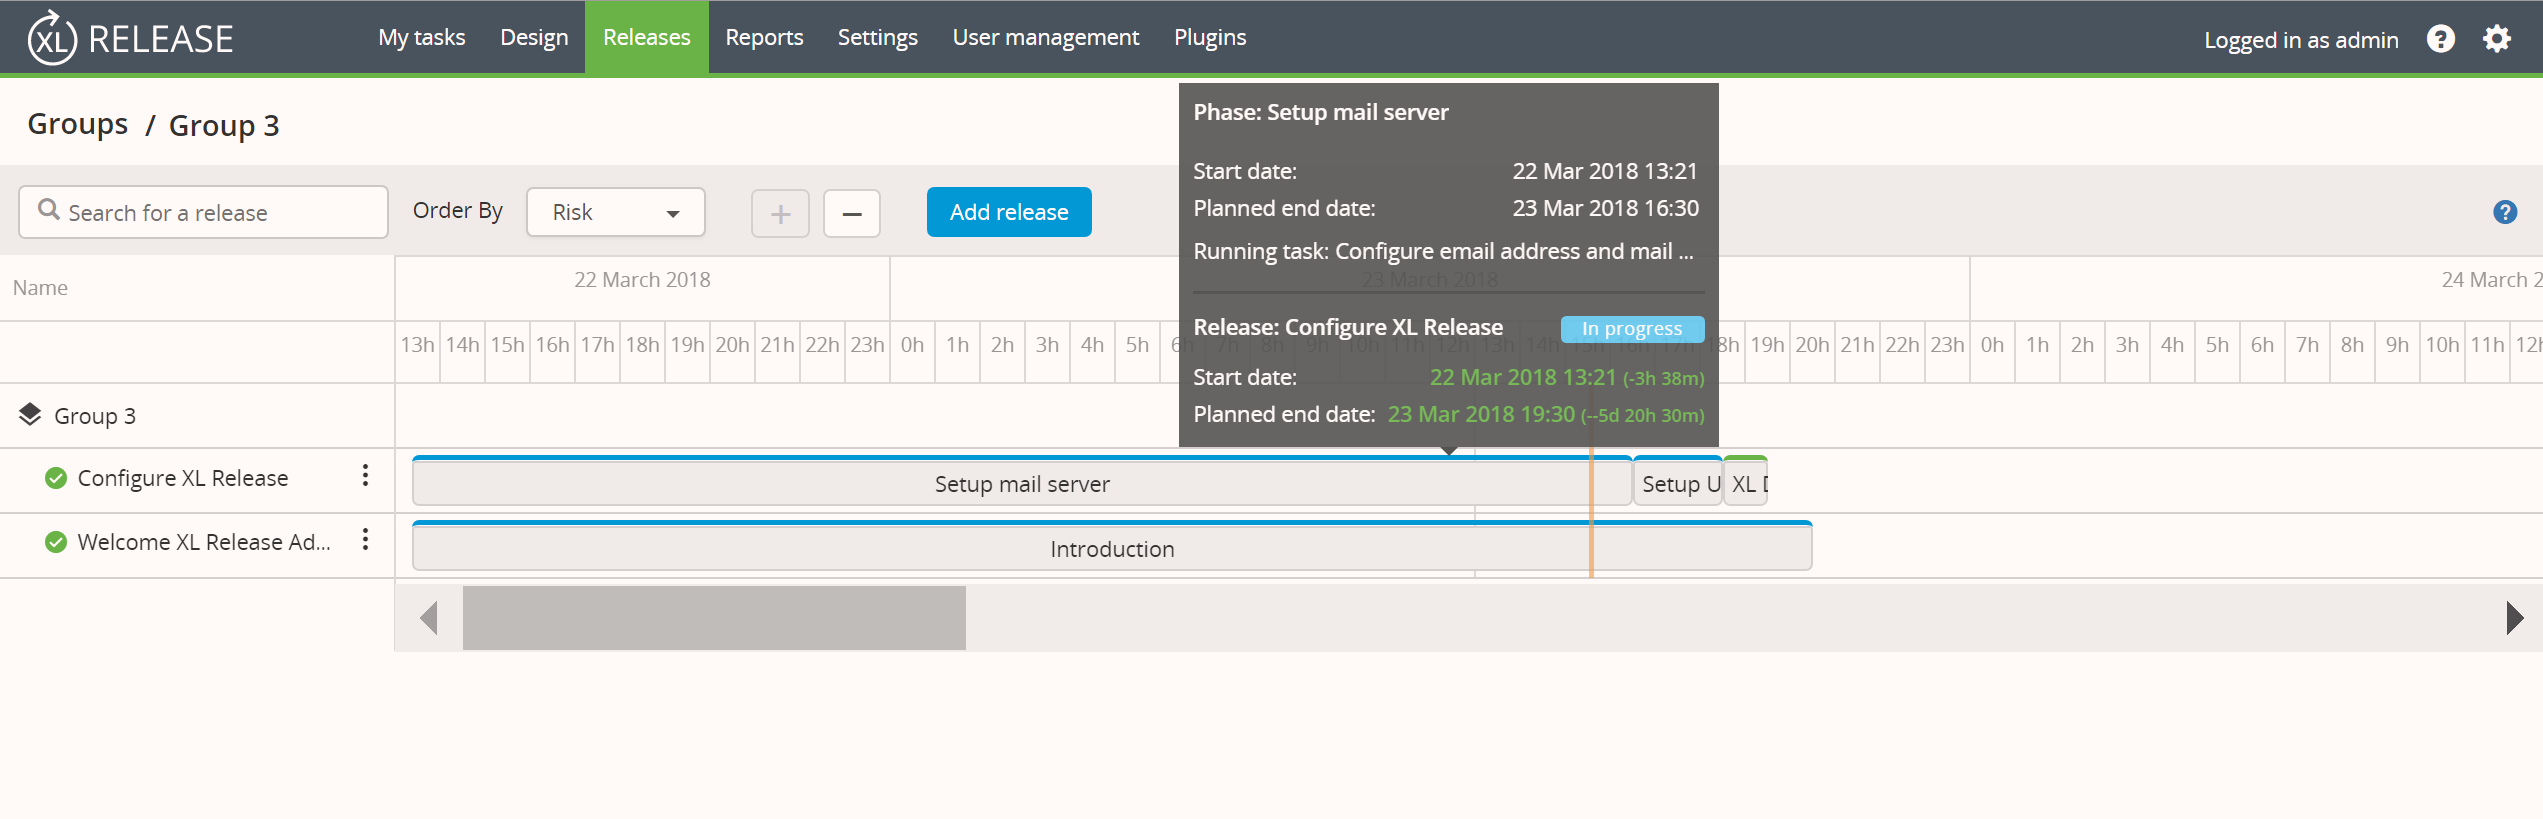 XL RELEASE My tasks Design Releases Reports Settings User management Plugins Logged in as admin ?
Groups / Group 3
Search for a release Order By Risk + − Add release ?
Phase: Setup mail server
Start date: 22 Mar 2018 13:21
Planned end date: 23 Mar 2018 16:30
Running task: Configure email address and mail ...
Release: Configure XL Release In progress
Start date: 22 Mar 2018 13:21 (-3h 38m)
Planned end date: 23 Mar 2018 19:30 (--5d 20h 30m)
Name 22 March 2018 23 March 2018 24 March 2
13h 14h 15h 16h 17h 18h 19h 20h 21h 22h 23h 0h 1h 2h 3h 4h 5h 6h 7h 8h 9h 10h 11h 12h 13h 14h 15h 16h 17h 18h 19h 20h 21h 22h 23h 0h 1h 2h 3h 4h 5h 6h 7h 8h 9h 10h 11h 12h
Group 3
Configure XL Release Setup mail server Setup U XL
Welcome XL Release Ad... Introduction